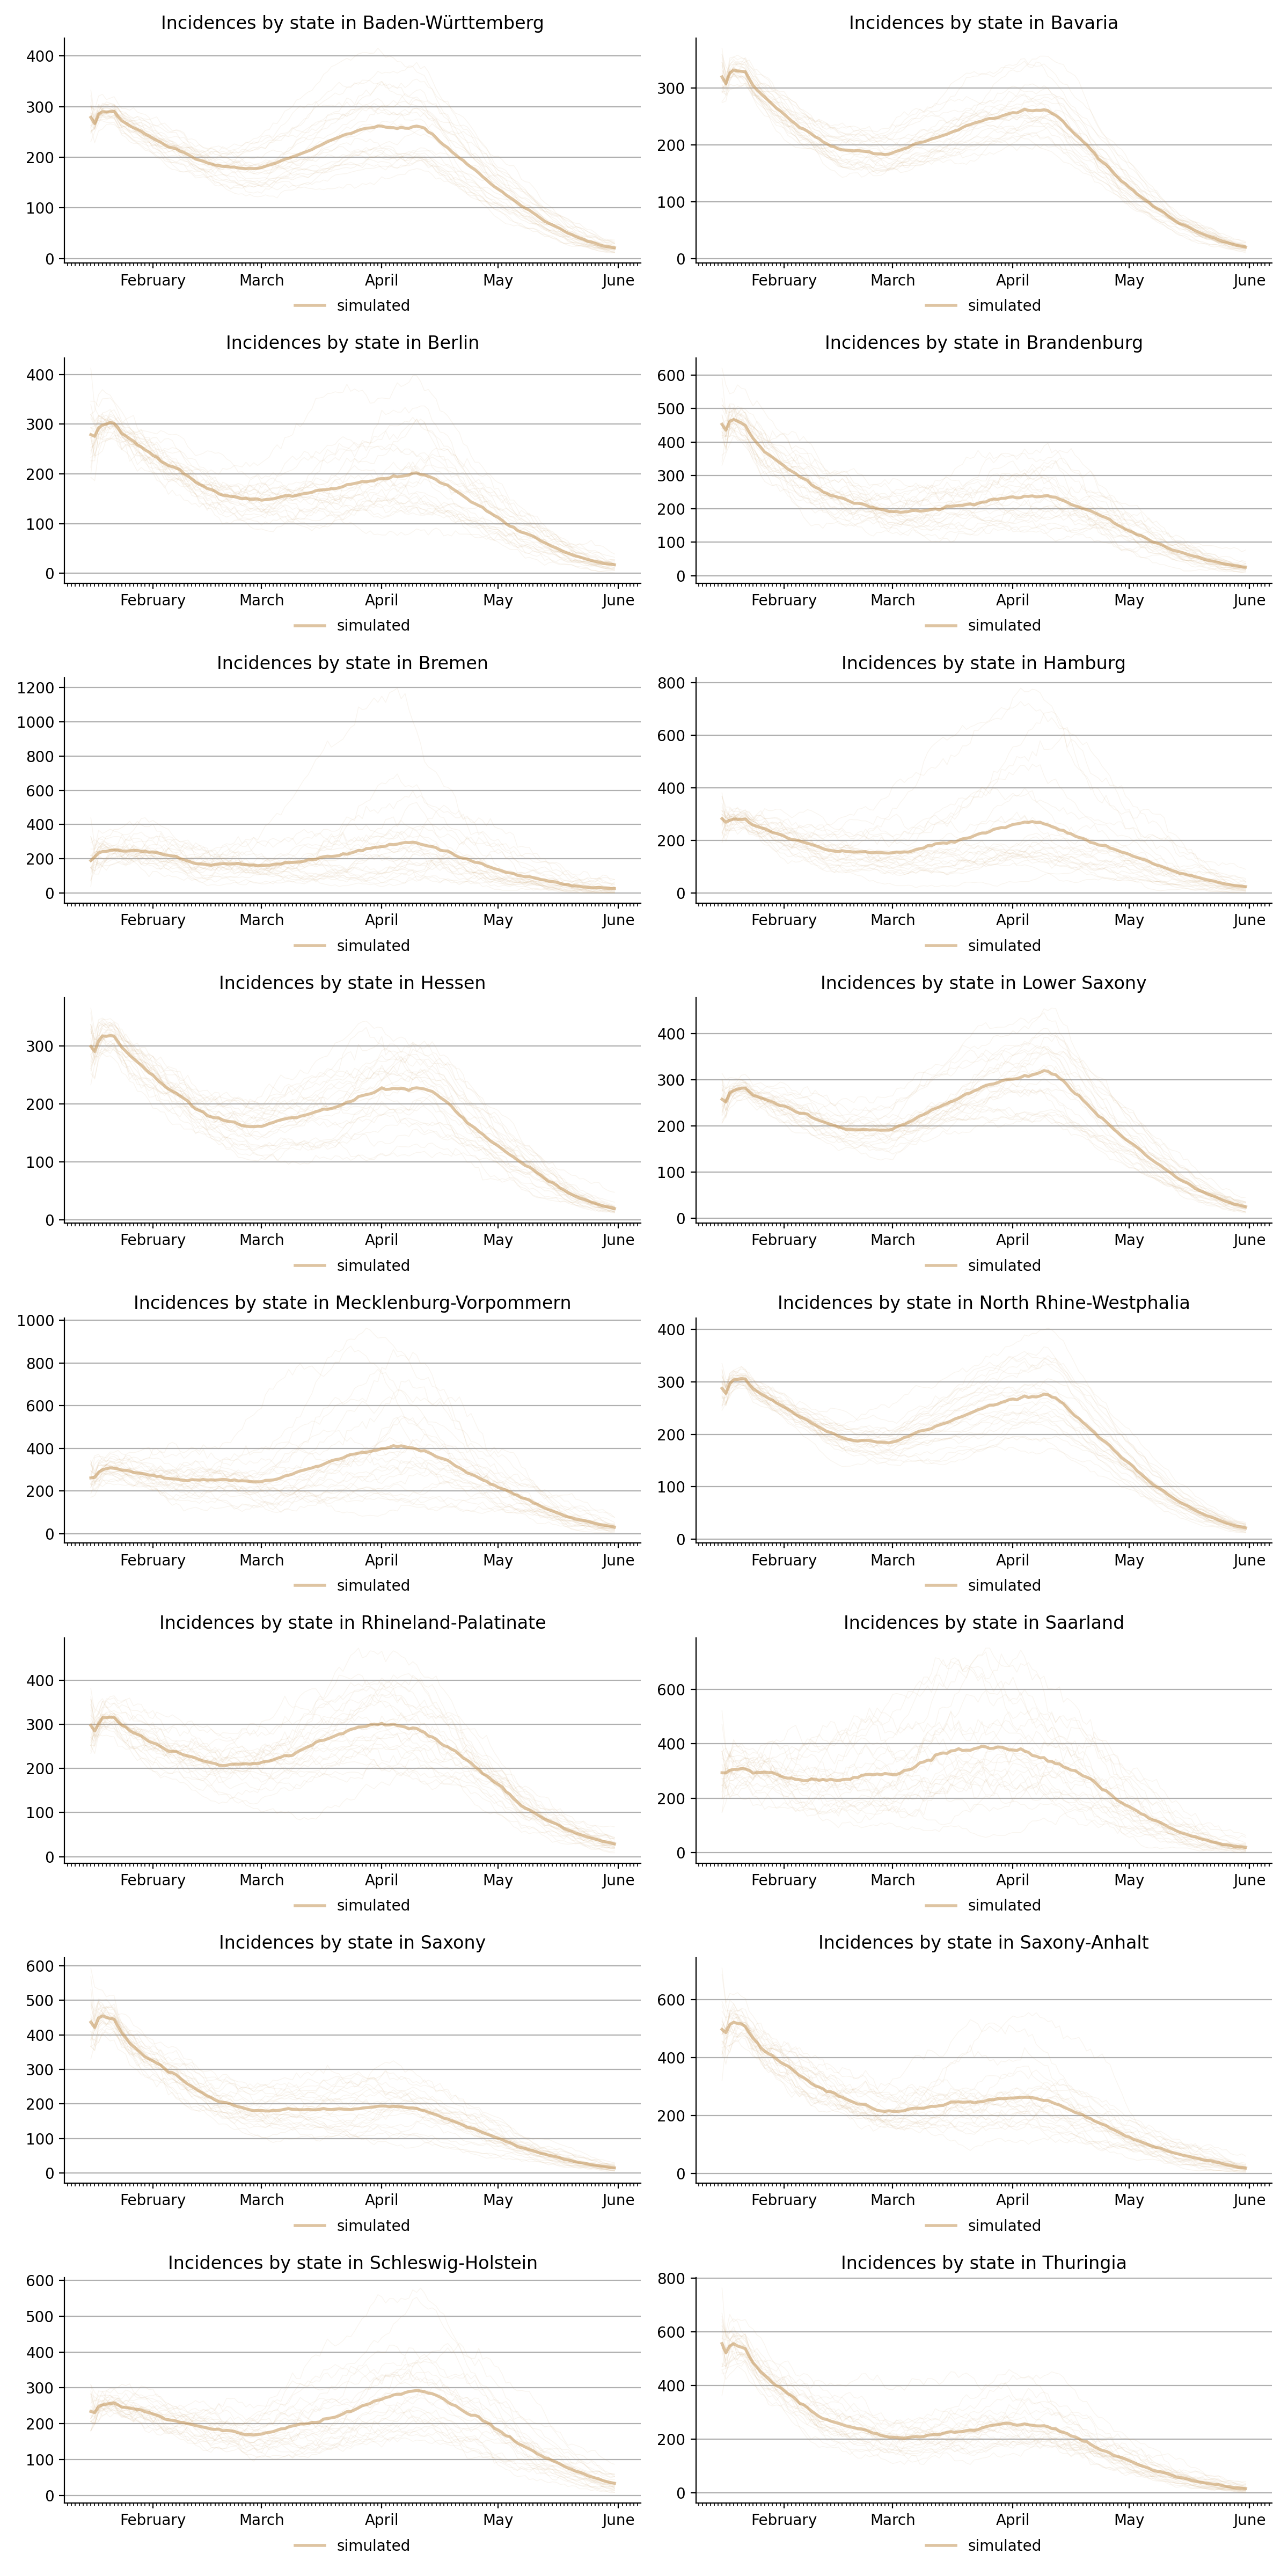 Incidences by state in Baden-Württemberg
400
300
200
100
0
February March April May June
simulated
Incidences by state in Bavaria
300
200
100
0
February March April May June
simulated
Incidences by state in Berlin
400
300
200
100
0
February March April May June
simulated
Incidences by state in Brandenburg
600
500
400
300
200
100
0
February March April May June
simulated
Incidences by state in Bremen
1200
1000
800
600
400
200
0
February March April May June
simulated
Incidences by state in Hamburg
800
600
400
200
0
February March April May June
simulated
Incidences by state in Hessen
300
200
100
0
February March April May June
simulated
Incidences by state in Lower Saxony
400
300
200
100
0
February March April May June
simulated
Incidences by state in Mecklenburg-Vorpommern
1000
800
600
400
200
0
February March April May June
simulated
Incidences by state in North Rhine-Westphalia
400
300
200
100
0
February March April May June
simulated
Incidences by state in Rhineland-Palatinate
400
300
200
100
0
February March April May June
simulated
Incidences by state in Saarland
600
400
200
0
February March April May June
simulated
Incidences by state in Saxony
600
500
400
300
200
100
0
February March April May June
simulated
Incidences by state in Saxony-Anhalt
600
400
200
0
February March April May June
simulated
Incidences by state in Schleswig-Holstein
600
500
400
300
200
100
0
February March April May June
simulated
Incidences by state in Thuringia
800
600
400
200
0
February March April May June
simulated